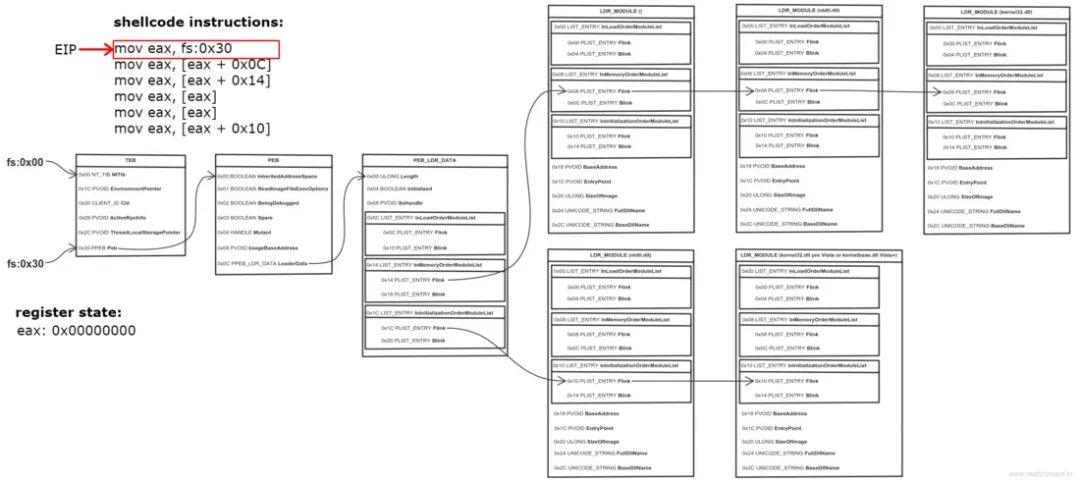 shellcode instructions:
EIP
mov eax, fs:0x30
mov eax, [eax + 0x0C]
mov eax, [eax + 0x14]
mov eax, [eax]
mov eax, [eax]
mov eax, [eax + 0x10]
fs:0x00
fs:0x30
TEB
0x00 NT_TIB NtTib
0x1C PVOID EnvironmentPointer
0x20 CLIENT_ID Cid
0x28 PVOID ActiveRpcInfo
0x2C PVOID ThreadLocalStoragePointer
0x30 PPEB Peb
PEB
0x00 BOOLEAN InheritedAddressSpace
0x01 BOOLEAN ReadImageFileExecOptions
0x02 BOOLEAN BeingDebugged
0x03 BOOLEAN Spare
0x04 HANDLE Mutant
0x08 PVOID ImageBaseAddress
0x0C PPEB_LDR_DATA LoaderData
PEB_LDR_DATA
0x00 ULONG Length
0x04 BOOLEAN Initialized
0x08 PVOID SsHandle
0x0C LIST_ENTRY InLoadOrderModuleList
0x0C PLIST_ENTRY Flink
0x10 PLIST_ENTRY Blink
0x14 LIST_ENTRY InMemoryOrderModuleList
0x14 PLIST_ENTRY Flink
0x18 PLIST_ENTRY Blink
0x1C LIST_ENTRY InInitializationOrderModuleList
0x1C PLIST_ENTRY Flink
0x20 PLIST_ENTRY Blink
register state:
eax: 0x00000000
LDR_MODULE ()
0x00 LIST_ENTRY InLoadOrderModuleList
0x00 PLIST_ENTRY Flink
0x04 PLIST_ENTRY Blink
0x08 LIST_ENTRY InMemoryOrderModuleList
0x08 PLIST_ENTRY Flink
0x0C PLIST_ENTRY Blink
0x10 LIST_ENTRY InInitializationOrderModuleList
0x10 PLIST_ENTRY Flink
0x14 PLIST_ENTRY Blink
0x18 PVOID BaseAddress
0x1C PVOID EntryPoint
0x20 ULONG SizeOfImage
0x24 UNICODE_STRING FullDllName
0x2C UNICODE_STRING BaseDllName
LDR_MODULE (ntdll.dll)
0x00 LIST_ENTRY InLoadOrderModuleList
0x00 PLIST_ENTRY Flink
0x04 PLIST_ENTRY Blink
0x08 LIST_ENTRY InMemoryOrderModuleList
0x08 PLIST_ENTRY Flink
0x0C PLIST_ENTRY Blink
0x10 LIST_ENTRY InInitializationOrderModuleList
0x10 PLIST_ENTRY Flink
0x14 PLIST_ENTRY Blink
0x18 PVOID BaseAddress
0x1C PVOID EntryPoint
0x20 ULONG SizeOfImage
0x24 UNICODE_STRING FullDllName
0x2C UNICODE_STRING BaseDllName
LDR_MODULE (kernel32.dll)
0x00 LIST_ENTRY InLoadOrderModuleList
0x00 PLIST_ENTRY Flink
0x04 PLIST_ENTRY Blink
0x08 LIST_ENTRY InMemoryOrderModuleList
0x08 PLIST_ENTRY Flink
0x0C PLIST_ENTRY Blink
0x10 LIST_ENTRY InInitializationOrderModuleList
0x10 PLIST_ENTRY Flink
0x14 PLIST_ENTRY Blink
0x18 PVOID BaseAddress
0x1C PVOID EntryPoint
0x20 ULONG SizeOfImage
0x24 UNICODE_STRING FullDllName
0x2C UNICODE_STRING BaseDllName
LDR_MODULE (ntdll.dll)
0x00 LIST_ENTRY InLoadOrderModuleList
0x00 PLIST_ENTRY Flink
0x04 PLIST_ENTRY Blink
0x08 LIST_ENTRY InMemoryOrderModuleList
0x08 PLIST_ENTRY Flink
0x0C PLIST_ENTRY Blink
0x10 LIST_ENTRY InInitializationOrderModuleList
0x10 PLIST_ENTRY Flink
0x14 PLIST_ENTRY Blink
0x18 PVOID BaseAddress
0x1C PVOID EntryPoint
0x20 ULONG SizeOfImage
0x24 UNICODE_STRING FullDllName
0x2C UNICODE_STRING BaseDllName
LDR_MODULE (kernel32.dll pre Vista or kernelbase.dll Vista+)
0x00 LIST_ENTRY InLoadOrderModuleList
0x00 PLIST_ENTRY Flink
0x04 PLIST_ENTRY Blink
0x08 LIST_ENTRY InMemoryOrderModuleList
0x08 PLIST_ENTRY Flink
0x0C PLIST_ENTRY Blink
0x10 LIST_ENTRY InInitializationOrderModuleList
0x10 PLIST_ENTRY Flink
0x14 PLIST_ENTRY Blink
0x18 PVOID BaseAddress
0x1C PVOID EntryPoint
0x20 ULONG SizeOfImage
0x24 UNICODE_STRING FullDllName
0x2C UNICODE_STRING BaseDllName